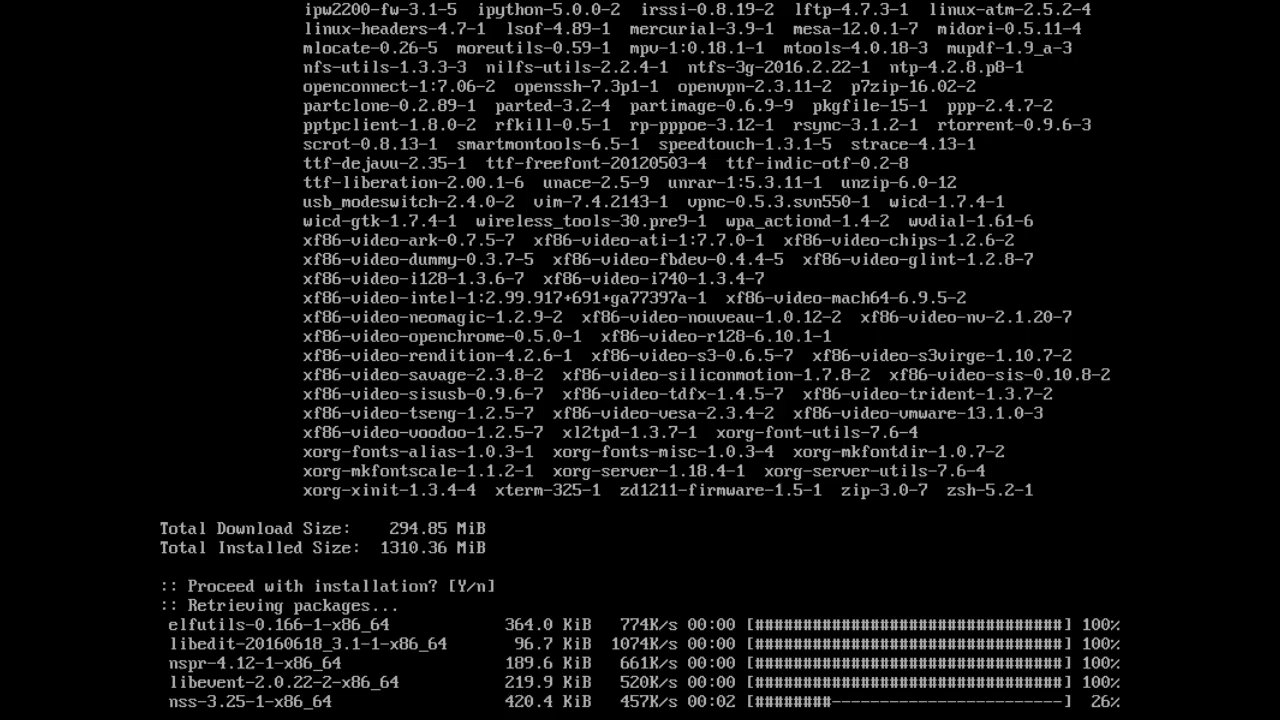 ipw2200-fw-3.1-5  ipython-5.0.0-2  irssi-0.8.19-2  lftp-4.7.3-1  linux-atm-2.5.2-4
linux-headers-4.7-1  lsof-4.89-1  mercurial-3.9-1  mesa-12.0.1-7  midori-0.5.11-4
mlocate-0.26-5  moreutils-0.59-1  mpv-1:0.18.1-1  mtools-4.0.18-3  mupdf-1.9_a-3
nfs-utils-1.3.3-3  nilfs-utils-2.2.4-1  ntfs-3g-2016.2.22-1  ntp-4.2.8.p8-1
openconnect-1:7.06-2  openssh-7.3p1-1  openvpn-2.3.11-2  p7zip-16.02-2
partclone-0.2.89-1  parted-3.2-4  partimage-0.6.9-9  pkgfile-15-1  ppp-2.4.7-2
pptpclient-1.8.0-2  rfkill-0.5-1  rp-pppoe-3.12-1  rsync-3.1.2-1  rtorrent-0.9.6-3
scrot-0.8.13-1  smartmontools-6.5-1  speedtouch-1.3.1-5  strace-4.13-1
ttf-dejavu-2.35-1  ttf-freefont-20120503-4  ttf-indic-otf-0.2-8
ttf-liberation-2.00.1-6  unace-2.5-9  unrar-1:5.3.11-1  unzip-6.0-12
usb_modeswitch-2.4.0-2  vim-7.4.2143-1  vpnc-0.5.3.svn550-1  wicd-1.7.4-1
wicd-gtk-1.7.4-1  wireless_tools-30.pre9-1  wpa_actiond-1.4-2  wvdial-1.61-6
xf86-video-ark-0.7.5-7  xf86-video-ati-1:7.7.0-1  xf86-video-chips-1.2.6-2
xf86-video-dummy-0.3.7-5  xf86-video-fbdev-0.4.4-5  xf86-video-glint-1.2.8-7
xf86-video-i128-1.3.6-7  xf86-video-i740-1.3.4-7
xf86-video-intel-1:2.99.917+691+ga77397a-1  xf86-video-mach64-6.9.5-2
xf86-video-neomagic-1.2.9-2  xf86-video-nouveau-1.0.12-2  xf86-video-nv-2.1.20-7
xf86-video-openchrome-0.5.0-1  xf86-video-r128-6.10.1-1
xf86-video-rendition-4.2.6-1  xf86-video-s3-0.6.5-7  xf86-video-s3virge-1.10.7-2
xf86-video-savage-2.3.8-2  xf86-video-siliconmotion-1.7.8-2  xf86-video-sis-0.10.8-2
xf86-video-sisusb-0.9.6-7  xf86-video-tdfx-1.4.5-7  xf86-video-trident-1.3.7-2
xf86-video-tseng-1.2.5-7  xf86-video-vesa-2.3.4-2  xf86-video-vmware-13.1.0-3
xf86-video-voodoo-1.2.5-7  xl2tpd-1.3.7-1  xorg-font-utils-7.6-4
xorg-fonts-alias-1.0.3-1  xorg-fonts-misc-1.0.3-4  xorg-mkfontdir-1.0.7-2
xorg-mkfontscale-1.1.2-1  xorg-server-1.18.4-1  xorg-server-utils-7.6-4
xorg-xinit-1.3.4-4  xterm-325-1  zd1211-firmware-1.5-1  zip-3.0-7  zsh-5.2-1
Total Download Size:    294.85 MiB
Total Installed Size:  1310.36 MiB
:: Proceed with installation? [Y/n]
:: Retrieving packages...
elfutils-0.166-1-x86_64            364.0 KiB   774K/s 00:00 [################################] 100%
libedit-20160618_3.1-1-x86_64       96.7 KiB  1074K/s 00:00 [################################] 100%
nspr-4.12-1-x86_64                 189.6 KiB   661K/s 00:00 [################################] 100%
libevent-2.0.22-2-x86_64           219.9 KiB   520K/s 00:00 [################################] 100%
nss-3.25-1-x86_64                  420.4 KiB   457K/s 00:02 [########------------------------]  26%